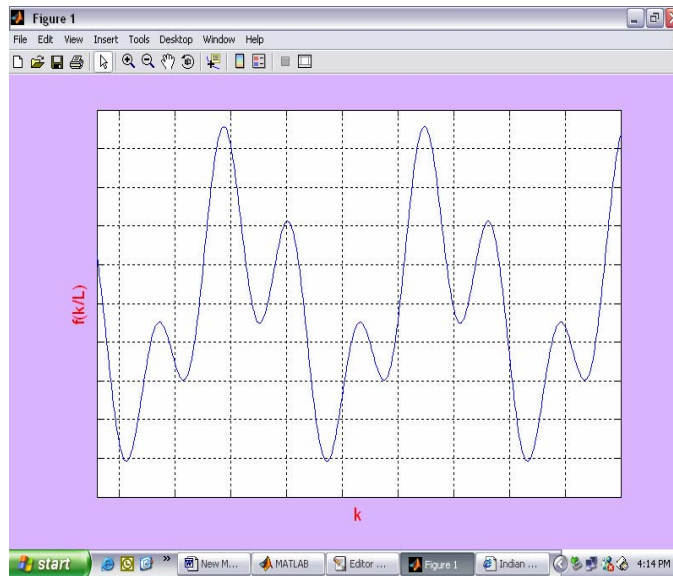 Figure 1
File Edit View Insert Tools Desktop Window Help
f(k/L)
k
start » New M... MATLAB Editor ... Figure 1 Indian ... 4:14 PM